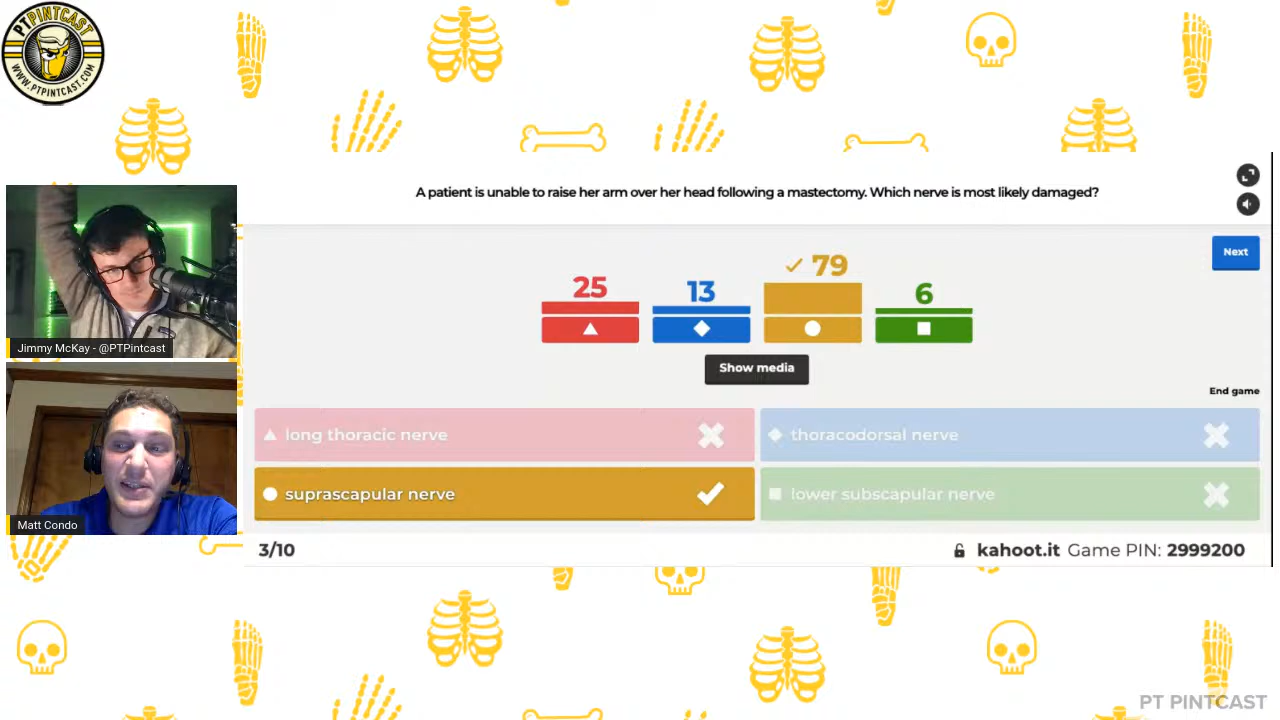 PTPINTCAST
WWW.PTPINTCAST.COM
A patient is unable to raise her arm over her head following a mastectomy. Which nerve is most likely damaged?
Next
25
13
79
6
Show media
End game
long thoracic nerve
thoracodorsal nerve
suprascapular nerve
lower subscapular nerve
3/10
kahoot.it Game PIN: 2999200
Jimmy McKay - @PTPintcast
Matt Condo
PT PINTCAST